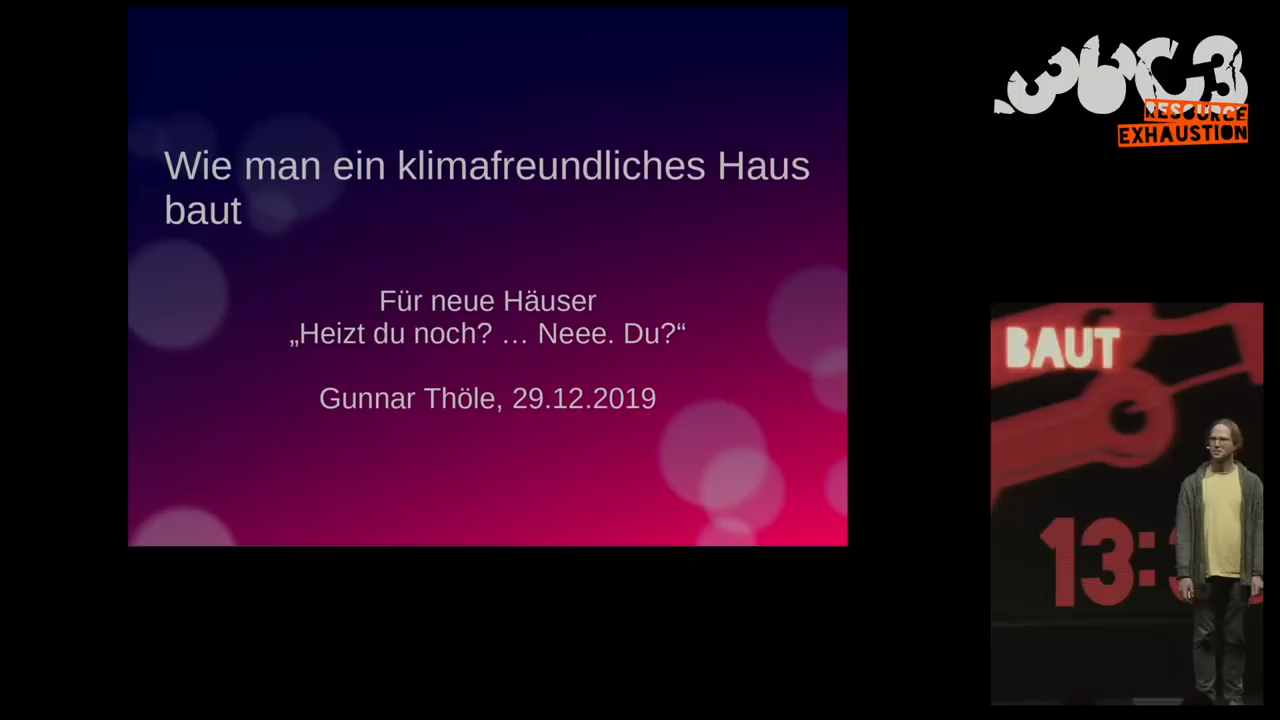 Wie man ein klimafreundliches Haus
baut
Für neue Häuser
„Heizt du noch? … Neee. Du?“
Gunnar Thöle, 29.12.2019
36C3
RESOURCE
EXHAUSTION
BAUT
13:3